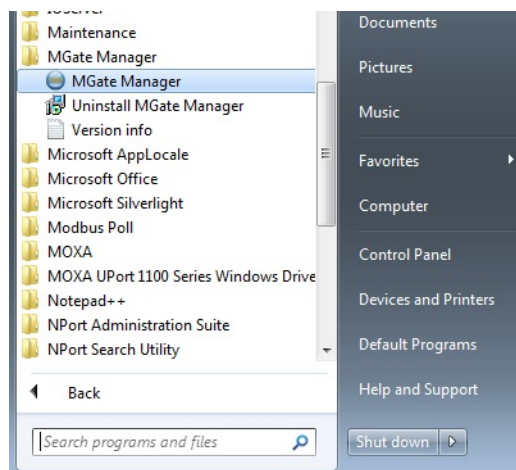 IOServer
Maintenance
MGate Manager
MGate Manager
Uninstall MGate Manager
Version info
Microsoft AppLocale
Microsoft Office
Microsoft Silverlight
Modbus Poll
MOXA
MOXA UPort 1100 Series Windows Drive
Notepad++
NPort Administration Suite
NPort Search Utility
Back
Search programs and files
Documents
Pictures
Music
Favorites
Computer
Control Panel
Devices and Printers
Default Programs
Help and Support
Shut down